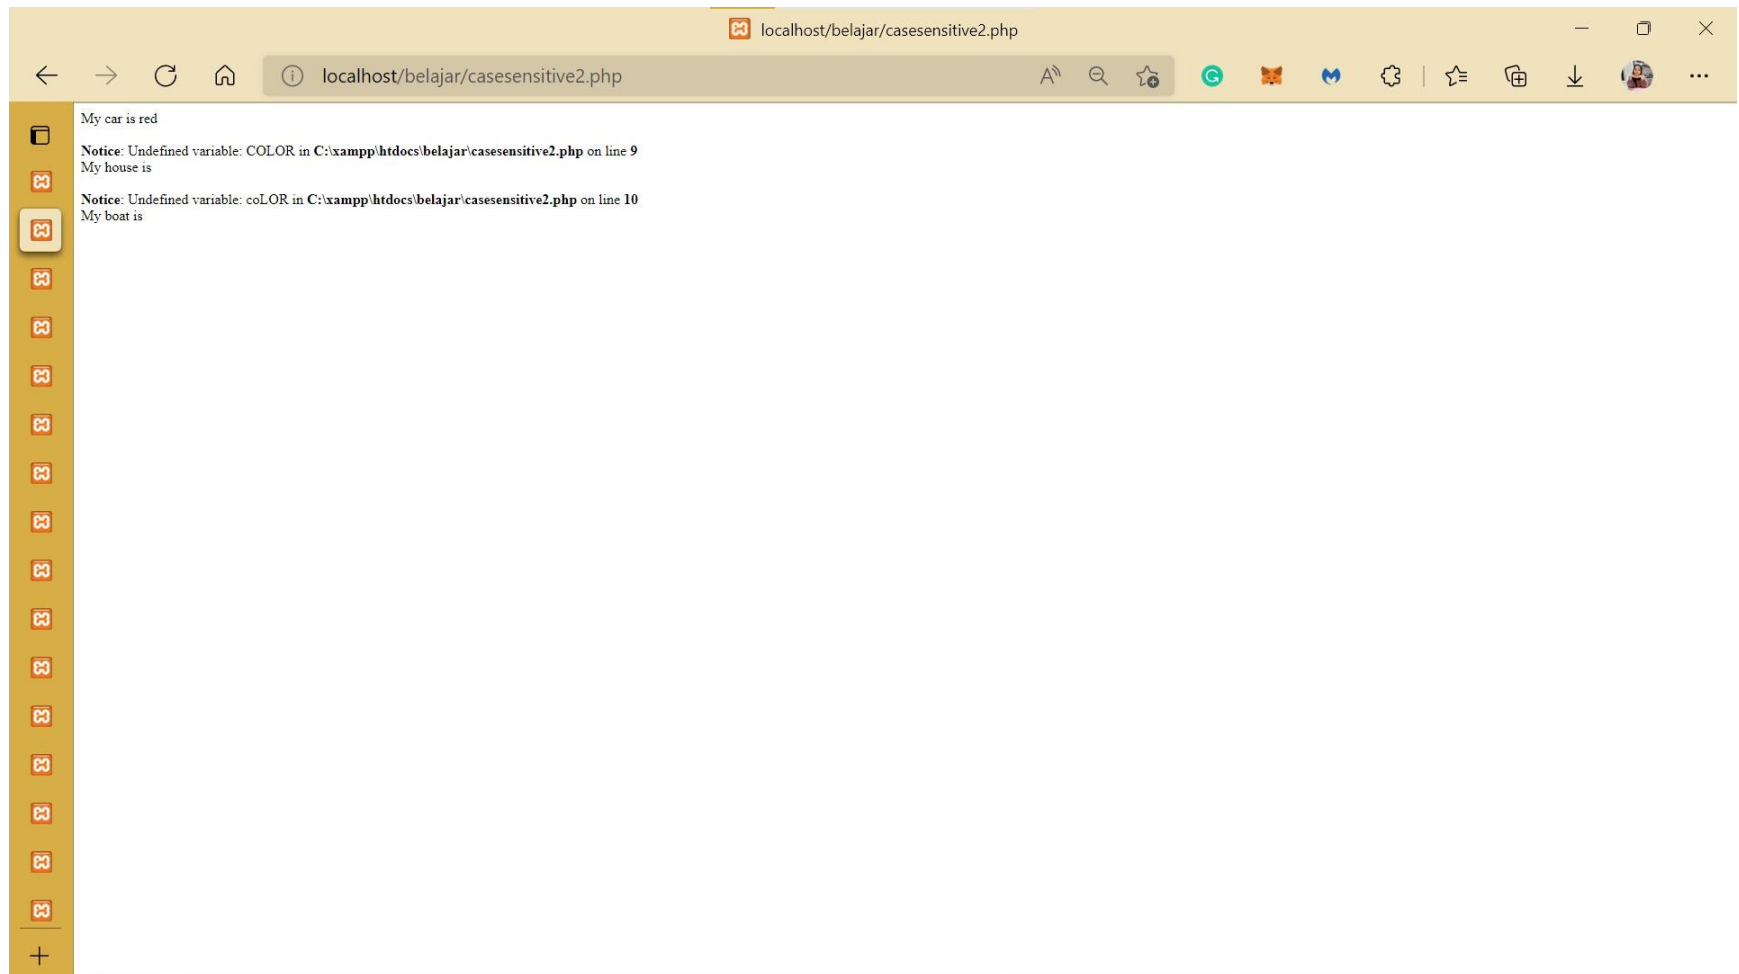 localhost/belajar/casesensitive2.php
localhost/belajar/casesensitive2.php
My car is red
Notice: Undefined variable: COLOR in C:\xampp\htdocs\belajar\casesensitive2.php on line 9
My house is
Notice: Undefined variable: coLOR in C:\xampp\htdocs\belajar\casesensitive2.php on line 10
My boat is